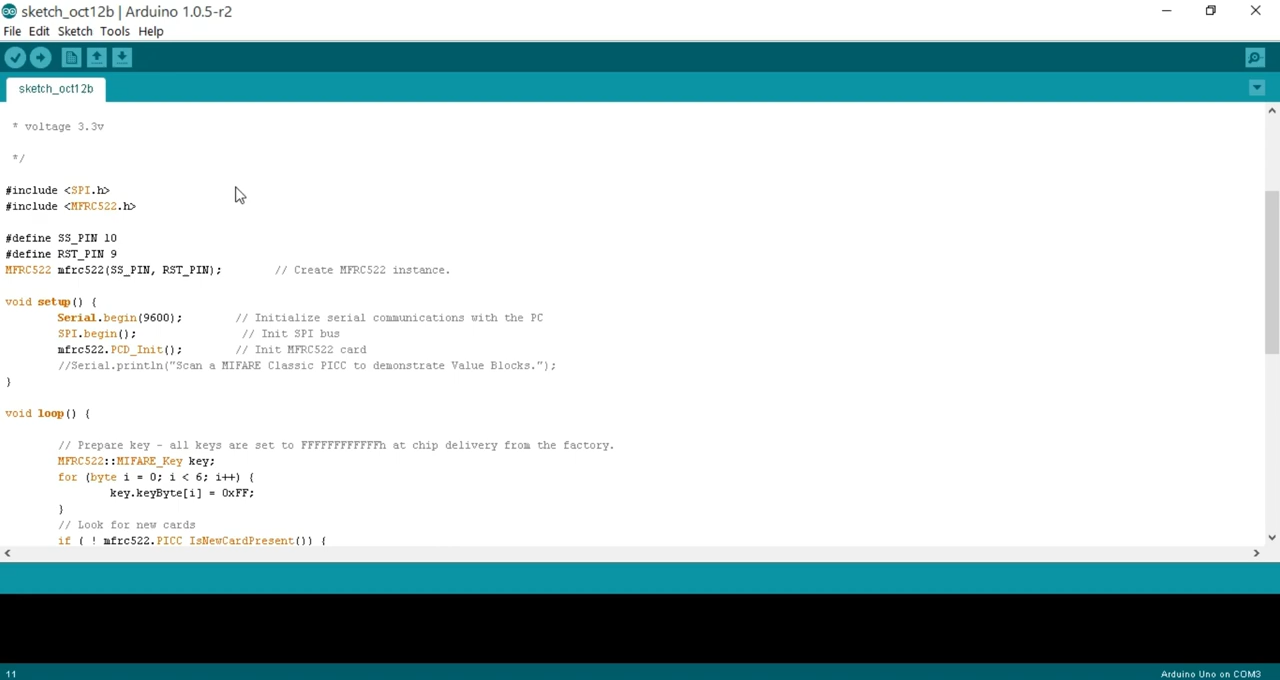 sketch_oct12b | Arduino 1.0.5-r2
File Edit Sketch Tools Help
sketch_oct12b
* voltage 3.3v
*/
#include <SPI.h>
#include <MFRC522.h>
#define SS_PIN 10
#define RST_PIN 9
MFRC522 mfrc522(SS_PIN, RST_PIN);        // Create MFRC522 instance.
void setup() {
        Serial.begin(9600);        // Initialize serial communications with the PC
        SPI.begin();                // Init SPI bus
        mfrc522.PCD_Init();        // Init MFRC522 card
        //Serial.println("Scan a MIFARE Classic PICC to demonstrate Value Blocks.");
}
void loop() {
        // Prepare key - all keys are set to FFFFFFFFFFFFh at chip delivery from the factory.
        MFRC522::MIFARE_Key key;
        for (byte i = 0; i < 6; i++) {
                key.keyByte[i] = 0xFF;
        }
        // Look for new cards
        if ( ! mfrc522.PICC_IsNewCardPresent()) {
11
Arduino Uno on COM3